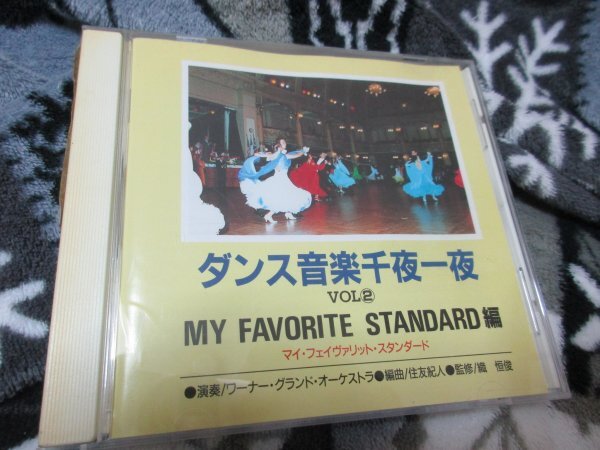 ダンス音楽千夜一夜
VOL②
MY FAVORITE STANDARD編
マイ・フェイヴァリット・スタンダード
●演奏/ワーナー・グランド・オーケストラ●編曲/住友紀人●監修/織 恒俊